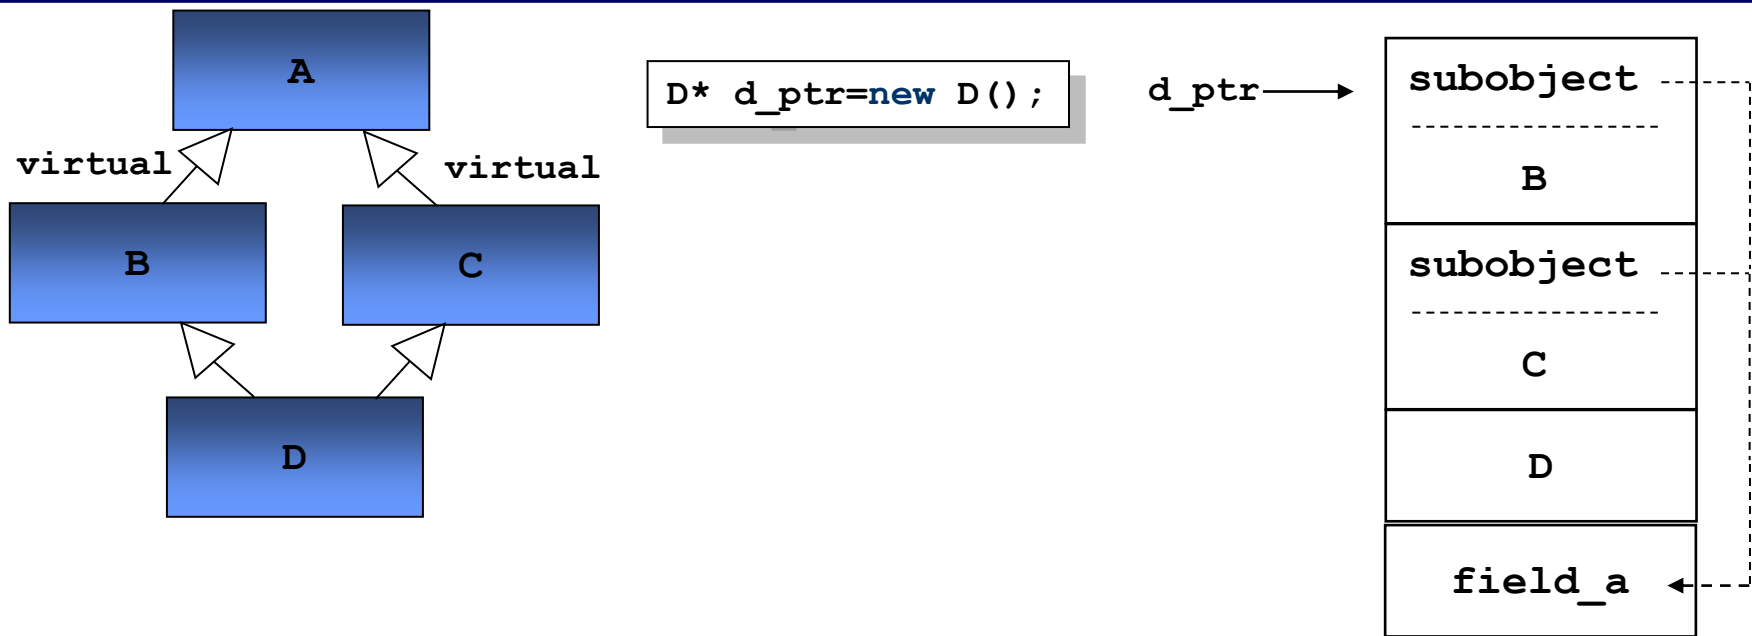 A
virtual
virtual
B
C
D
D* d_ptr=new D();
d_ptr
subobject
B
subobject
C
D
field_a